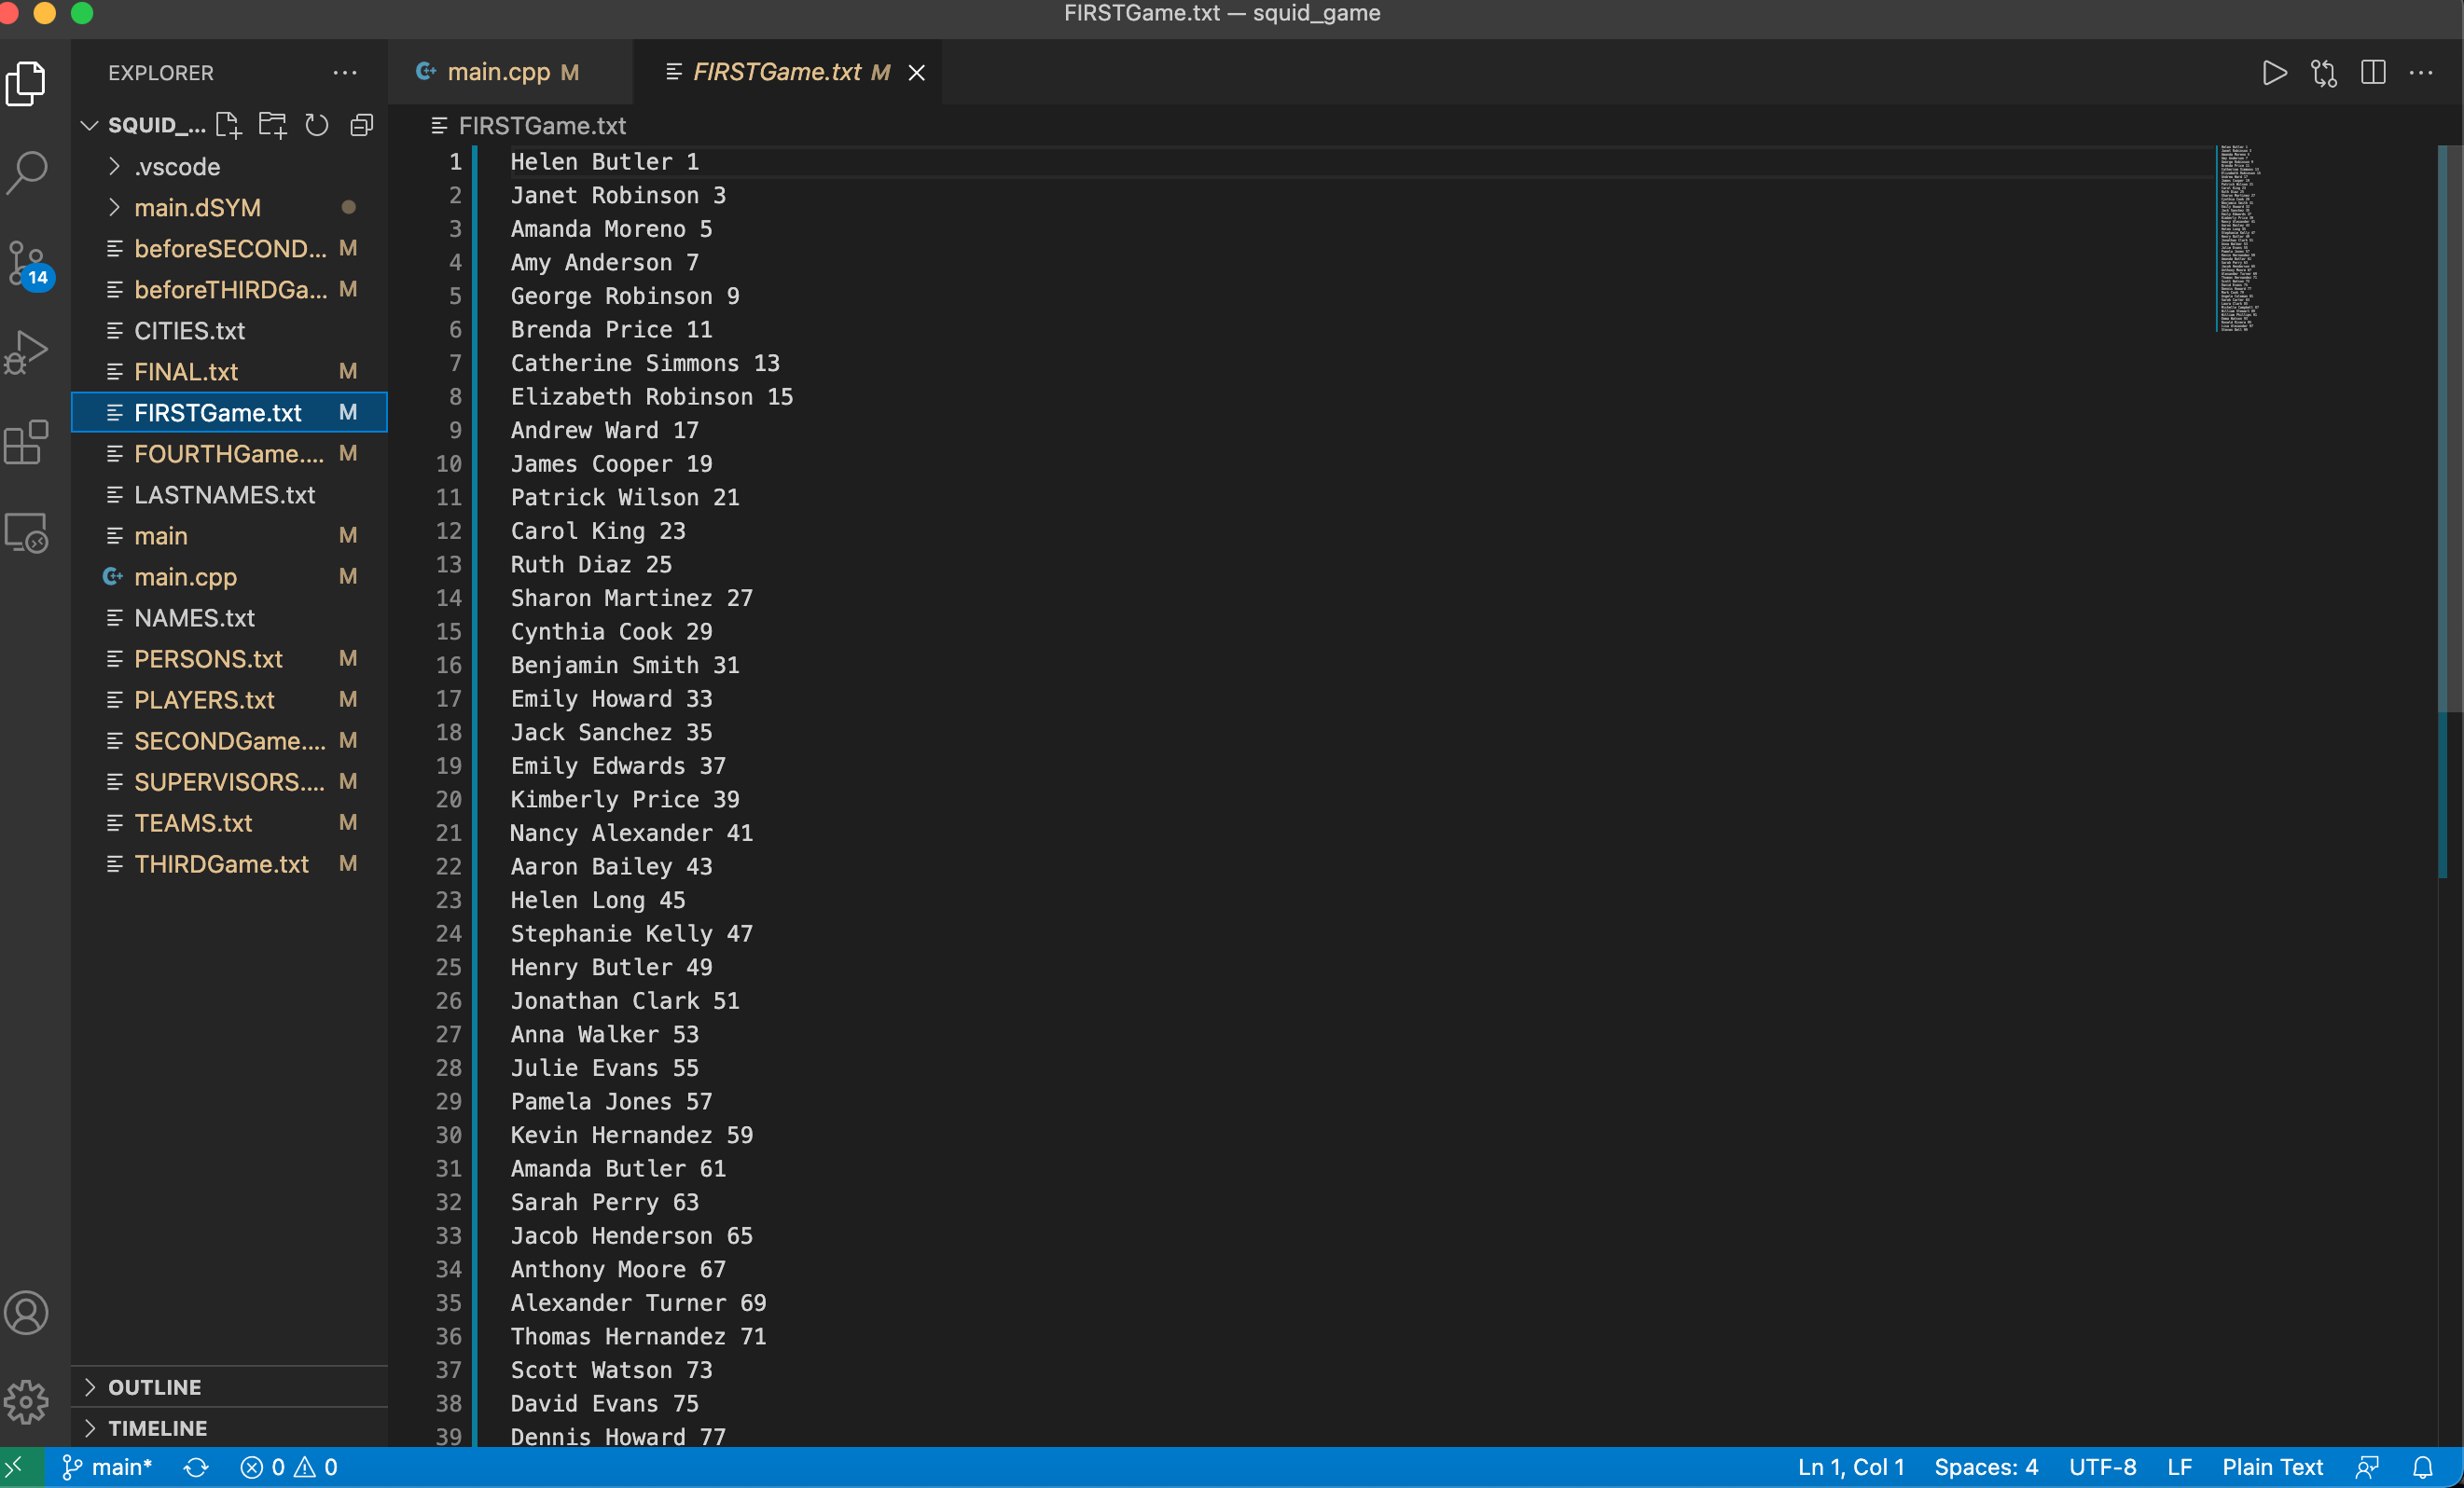 FIRSTGame.txt — squid_game
EXPLORER
SQUID_...
.vscode
main.dSYM
beforeSECOND... M
beforeTHIRDGa... M
CITIES.txt
FINAL.txt M
FIRSTGame.txt M
FOURTHGame.... M
LASTNAMES.txt
main M
main.cpp M
NAMES.txt
PERSONS.txt M
PLAYERS.txt M
SECONDGame.... M
SUPERVISORS.... M
TEAMS.txt M
THIRDGame.txt M
OUTLINE
TIMELINE
14
main.cpp M
FIRSTGame.txt M
FIRSTGame.txt
1 Helen Butler 1
2 Janet Robinson 3
3 Amanda Moreno 5
4 Amy Anderson 7
5 George Robinson 9
6 Brenda Price 11
7 Catherine Simmons 13
8 Elizabeth Robinson 15
9 Andrew Ward 17
10 James Cooper 19
11 Patrick Wilson 21
12 Carol King 23
13 Ruth Diaz 25
14 Sharon Martinez 27
15 Cynthia Cook 29
16 Benjamin Smith 31
17 Emily Howard 33
18 Jack Sanchez 35
19 Emily Edwards 37
20 Kimberly Price 39
21 Nancy Alexander 41
22 Aaron Bailey 43
23 Helen Long 45
24 Stephanie Kelly 47
25 Henry Butler 49
26 Jonathan Clark 51
27 Anna Walker 53
28 Julie Evans 55
29 Pamela Jones 57
30 Kevin Hernandez 59
31 Amanda Butler 61
32 Sarah Perry 63
33 Jacob Henderson 65
34 Anthony Moore 67
35 Alexander Turner 69
36 Thomas Hernandez 71
37 Scott Watson 73
38 David Evans 75
39 Dennis Howard 77
main* 0 0 Ln 1, Col 1 Spaces: 4 UTF-8 LF Plain Text